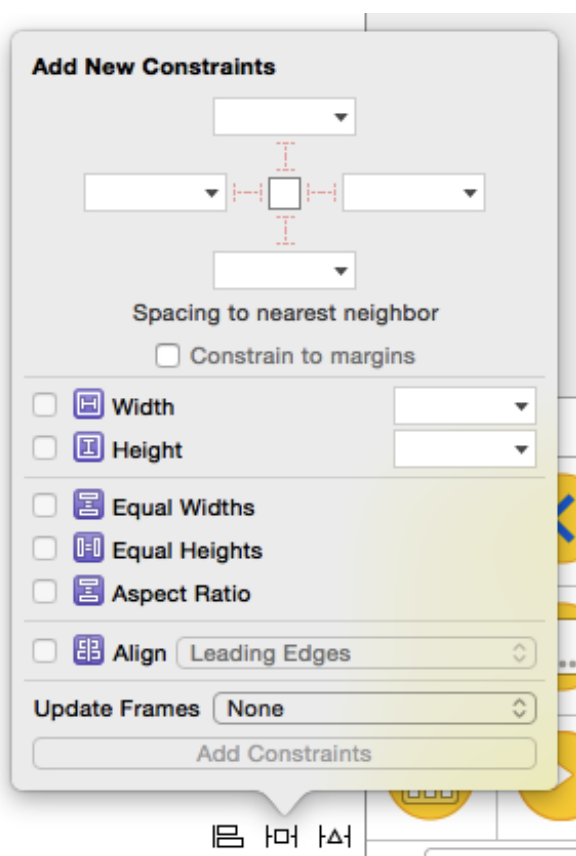 Add New Constraints
Spacing to nearest neighbor
Constrain to margins
Width
Height
Equal Widths
Equal Heights
Aspect Ratio
Align Leading Edges
Update Frames None
Add Constraints